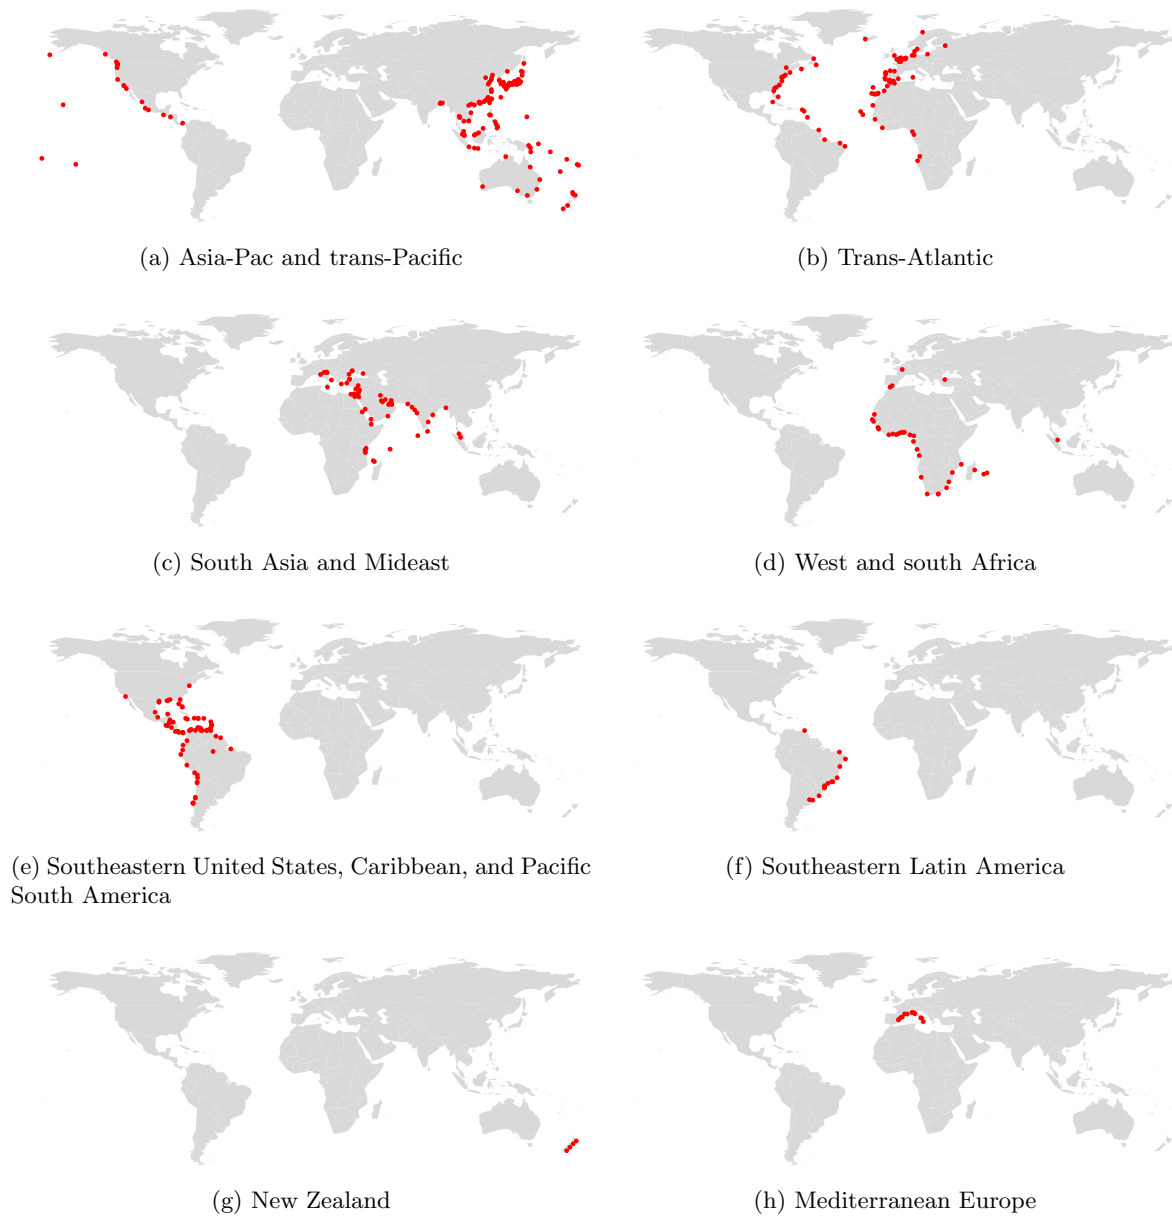 (a) Asia-Pac and trans-Pacific
(b) Trans-Atlantic
(c) South Asia and Mideast
(d) West and south Africa
(e) Southeastern United States, Caribbean, and Pacific
South America
(f) Southeastern Latin America
(g) New Zealand
(h) Mediterranean Europe